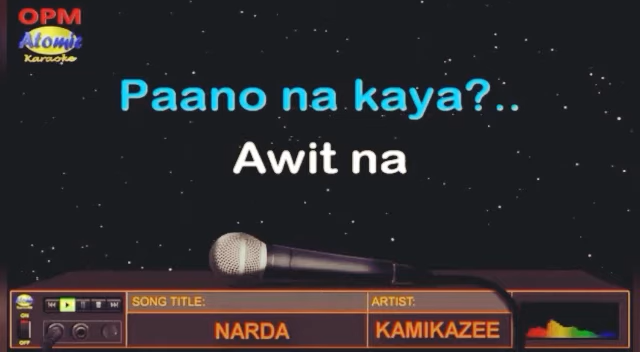 OPM
Atomic
Karaoke
Paano na kaya?..
Awit na
SONG TITLE:
ARTIST:
NARDA
KAMIKAZEE
ON
OFF